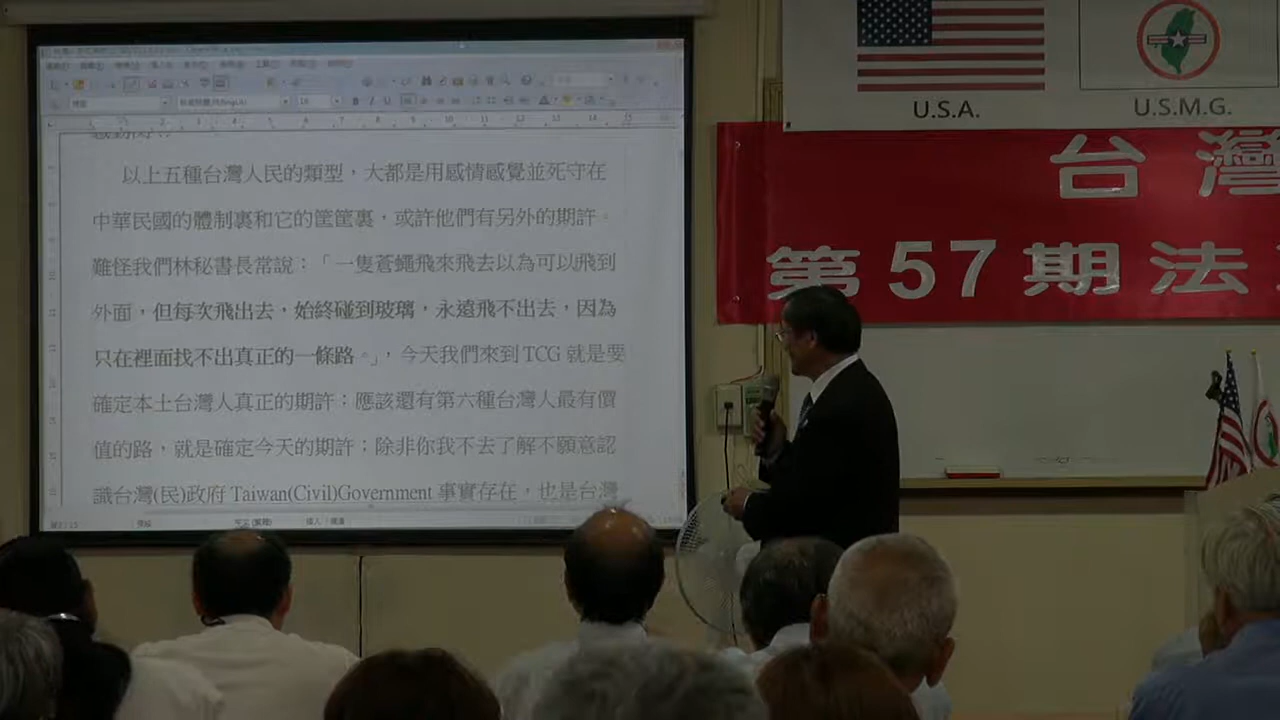 以上五種台灣人民的類型，大都是用感情感覺並死守在
中華民國的體制裏和它的筐筐裏，或許他們有另外的期許。
難怪我們林秘書長常說：「一隻蒼蠅飛來飛去以為可以飛到
外面，但每次飛出去，始終碰到玻璃，永遠飛不出去，因為
只在裡面找不出真正的一條路。」，今天我們來到 TCG 就是要
確定本土台灣人真正的期許：應該還有第六種台灣人最有價
值的路，就是確定今天的期許；除非你我不去了解不願意認
識台灣(民)政府 Taiwan(Civil)Government 事實存在，也是台灣
U.S.A.
U.S.M.G.
台灣
第57期法